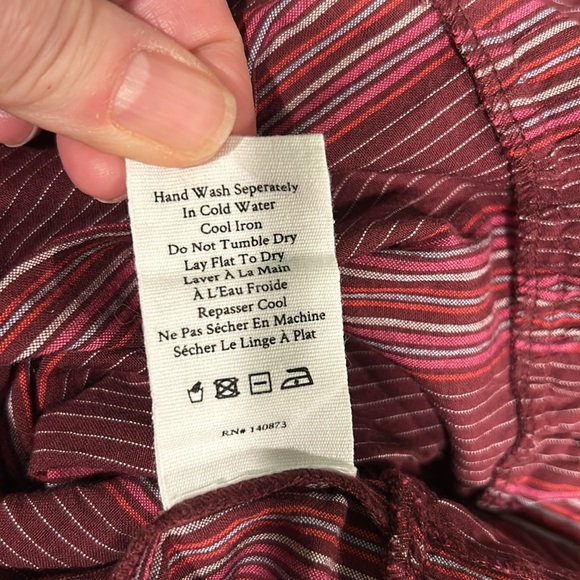 Hand Wash Seperately
In Cold Water
Cool Iron
Do Not Tumble Dry
Lay Flat To Dry
Laver À La Main
À L'Eau Froide
Repasser Cool
Ne Pas Sécher En Machine
Sécher Le Linge À Plat
RN# 140873